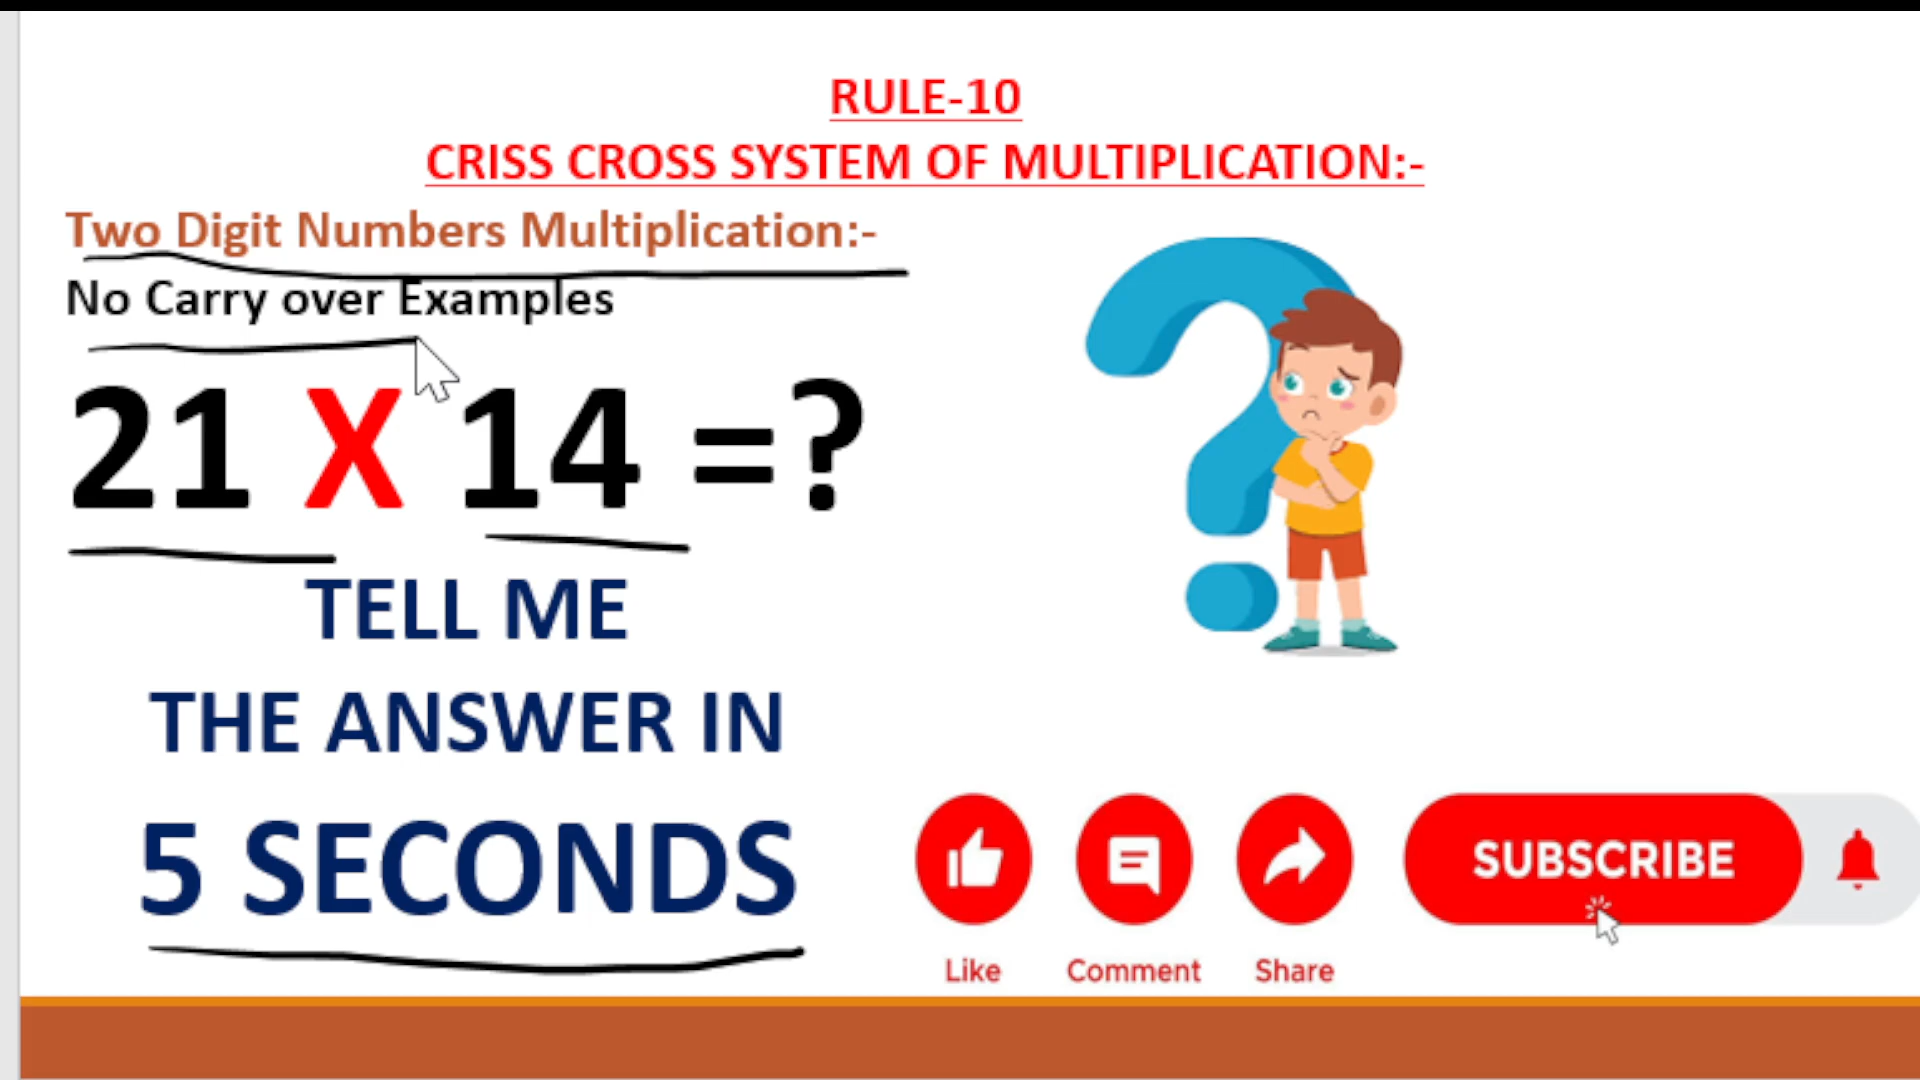 RULE-10
CRISS CROSS SYSTEM OF MULTIPLICATION:-
Two Digit Numbers Multiplication:-
No Carry over Examples
21 X 14 =?
TELL ME
THE ANSWER IN
5 SECONDS
SUBSCRIBE
Like Comment Share